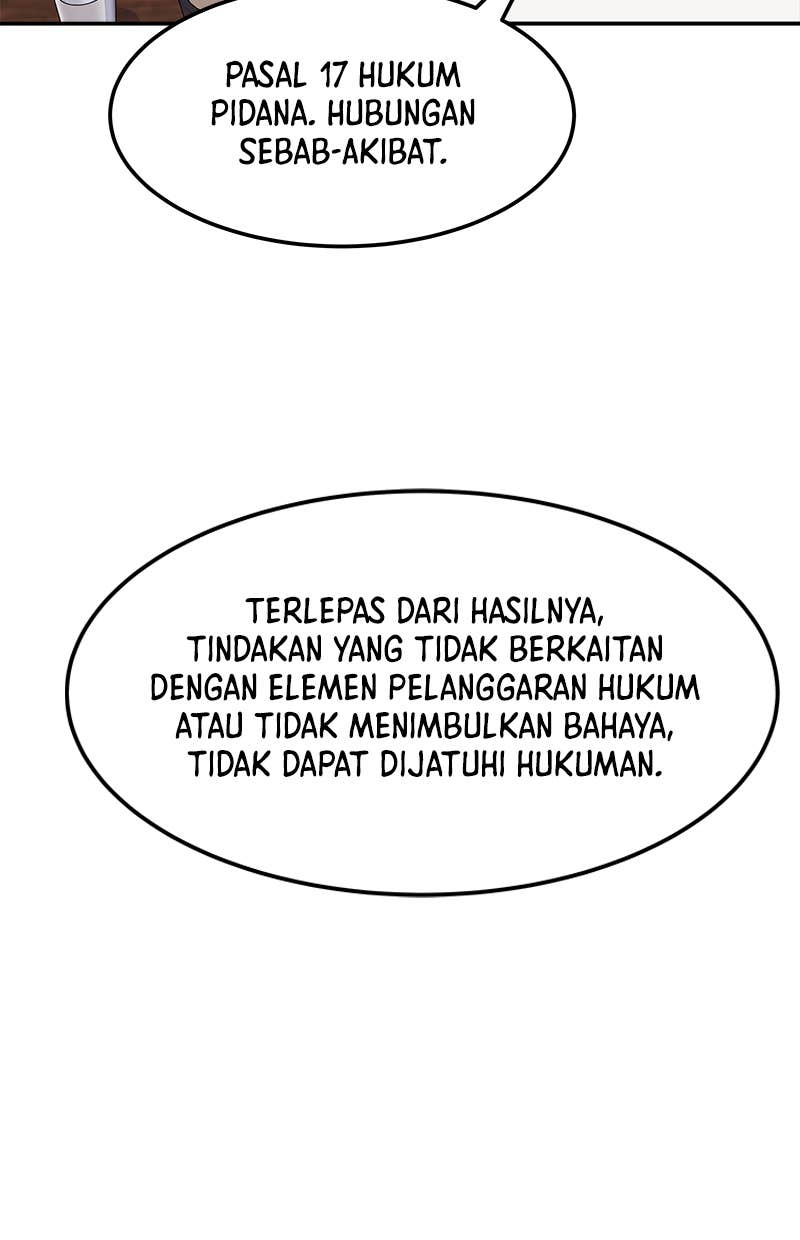 PASAL 17 HUKUM
PIDANA. HUBUNGAN
SEBAB-AKIBAT.
TERLEPAS DARI HASILNYA,
TINDAKAN YANG TIDAK BERKAITAN
DENGAN ELEMEN PELANGGARAN HUKUM
ATAU TIDAK MENIMBULKAN BAHAYA,
TIDAK DAPAT DIJATUHI HUKUMAN.